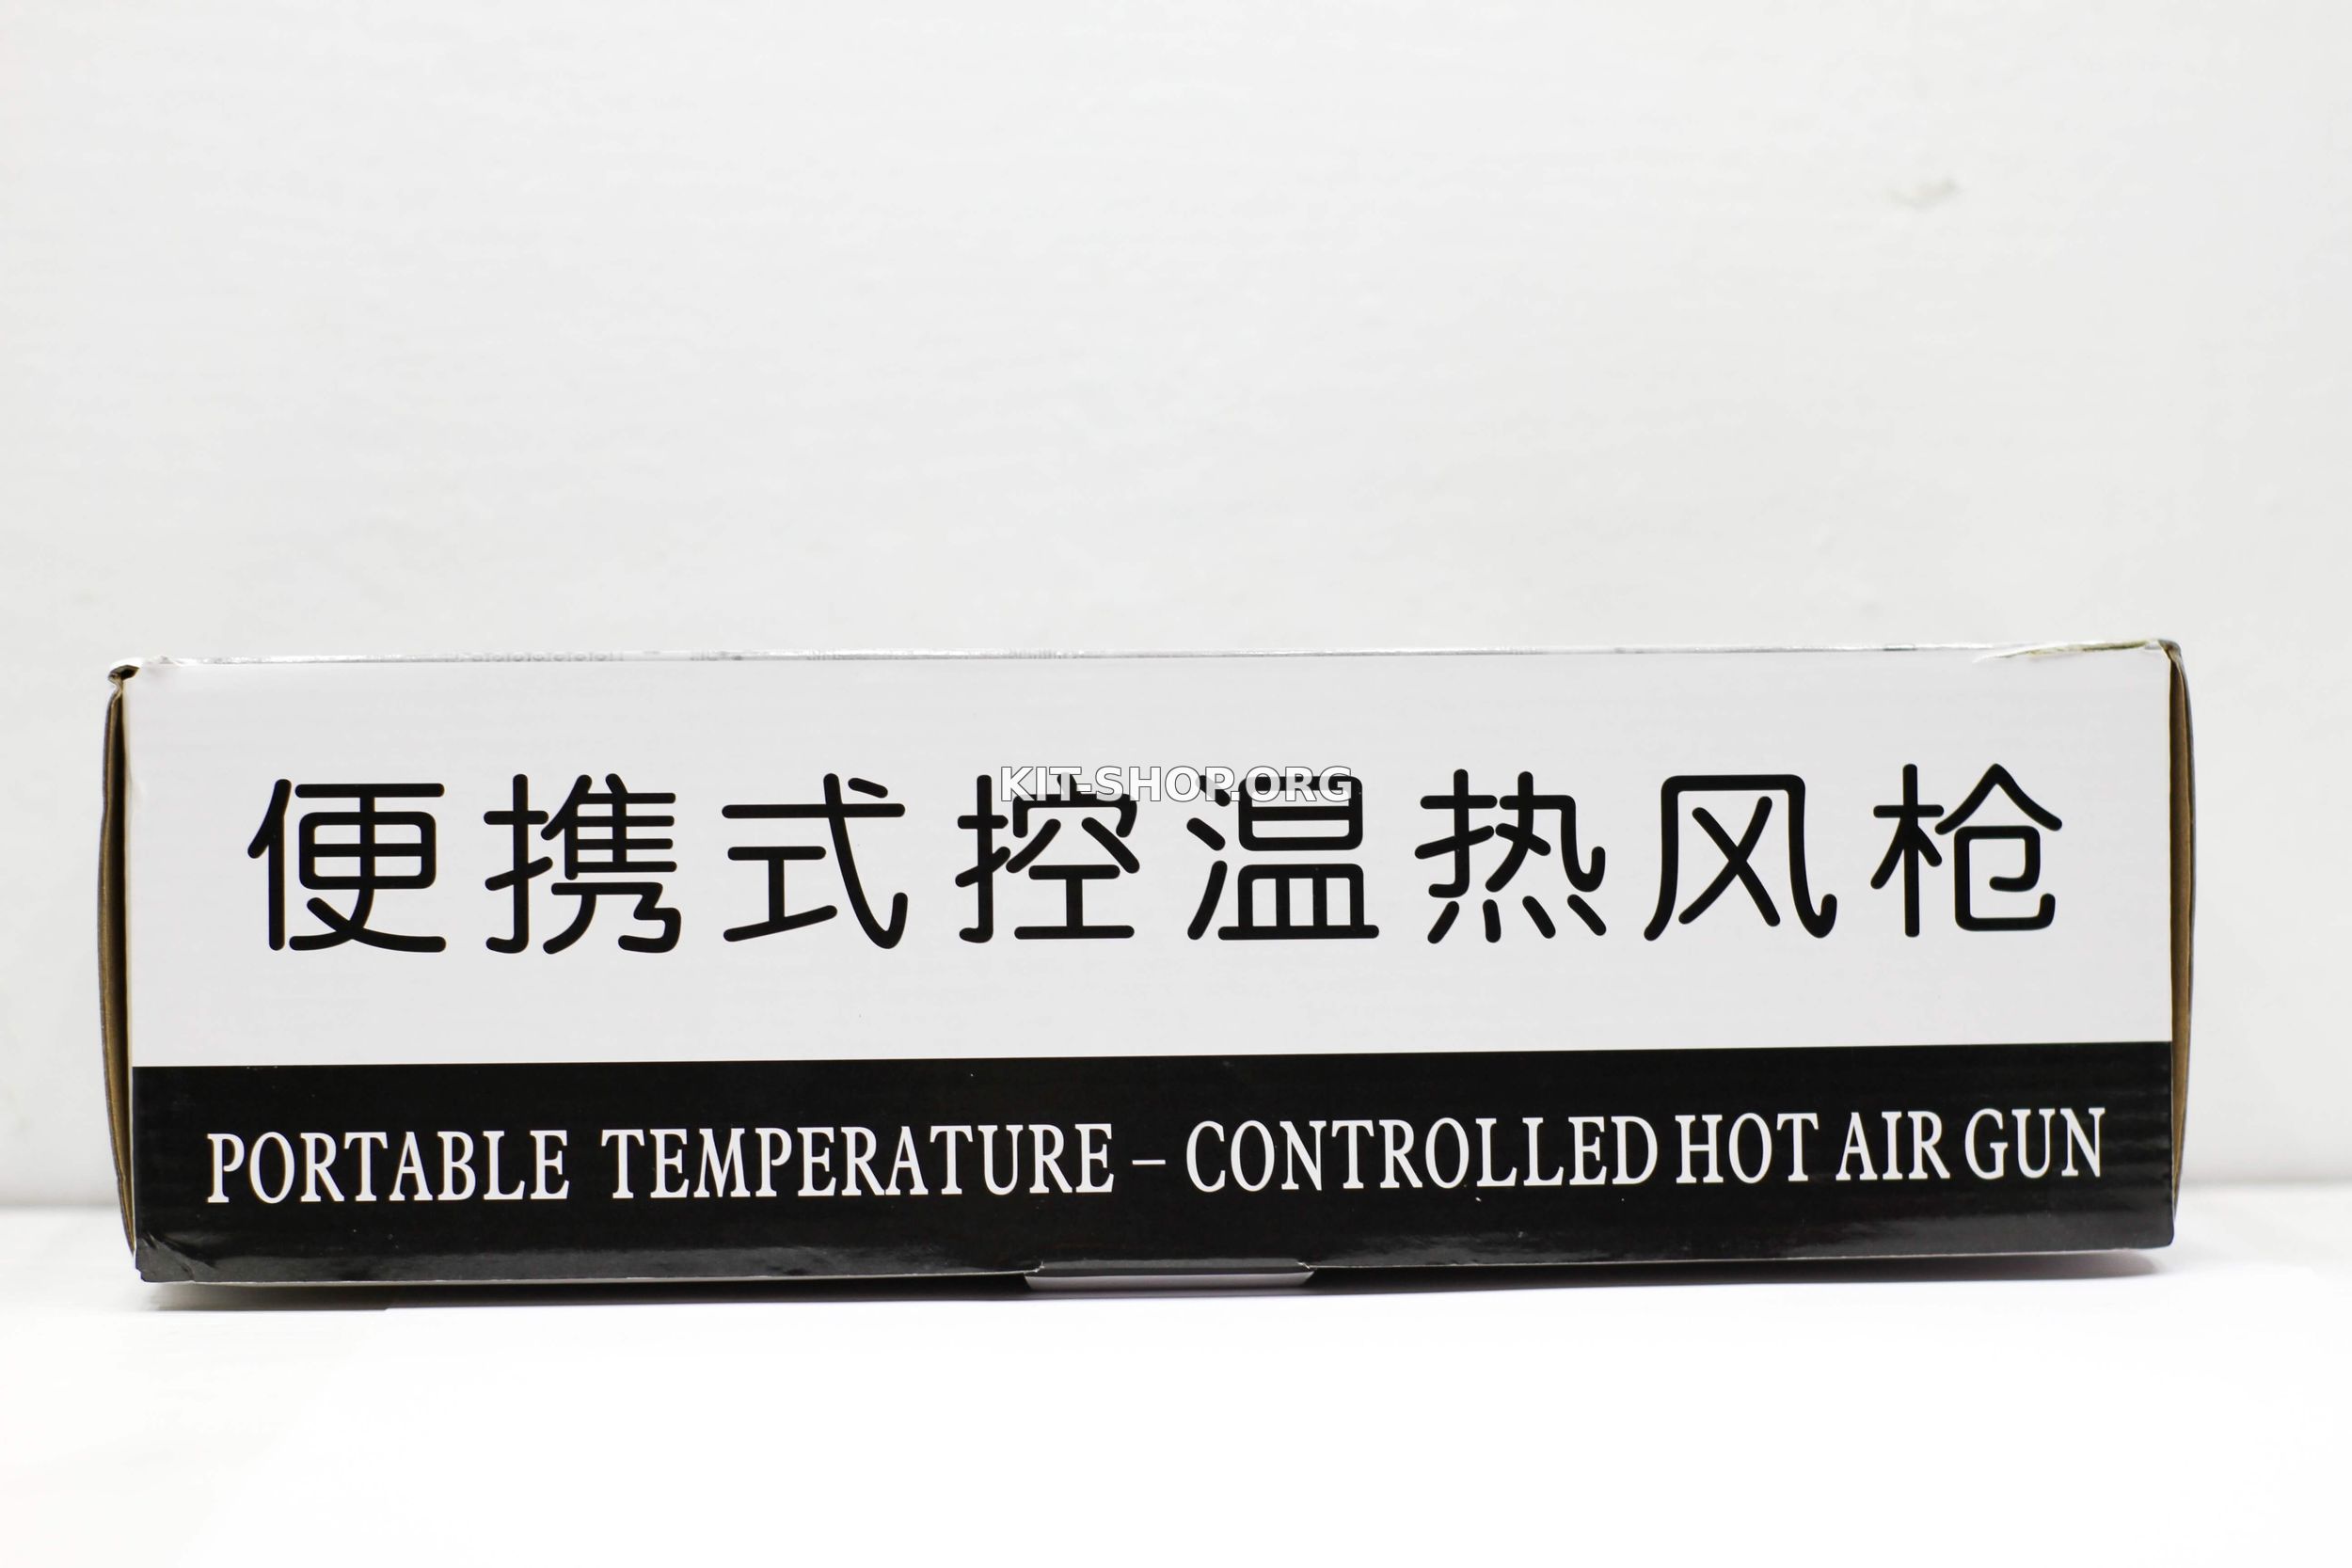 便携式控温热风枪
KIT-SHOP.ORG
PORTABLE TEMPERATURE – CONTROLLED HOT AIR GUN